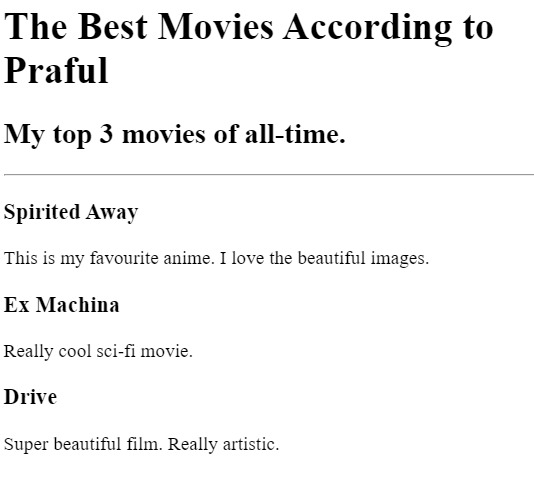 The Best Movies According to
Praful
My top 3 movies of all-time.
Spirited Away
This is my favourite anime. I love the beautiful images.
Ex Machina
Really cool sci-fi movie.
Drive
Super beautiful film. Really artistic.